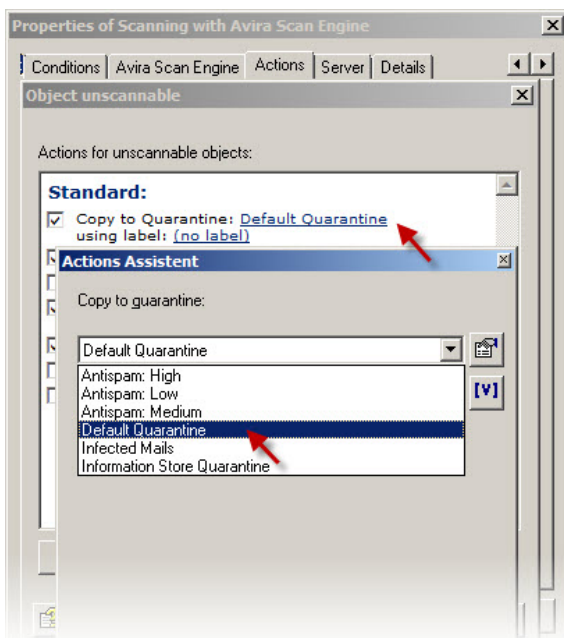 Properties of Scanning with Avira Scan Engine
Conditions
Avira Scan Engine
Actions
Server
Details
Object unscannable
Actions for unscannable objects:
Standard:
Copy to Quarantine: Default Quarantine
using label: (no label)
Actions Assistent
Copy to quarantine:
Default Quarantine
[V]
Antispam: High
Antispam: Low
Antispam: Medium
Default Quarantine
Infected Mails
Information Store Quarantine